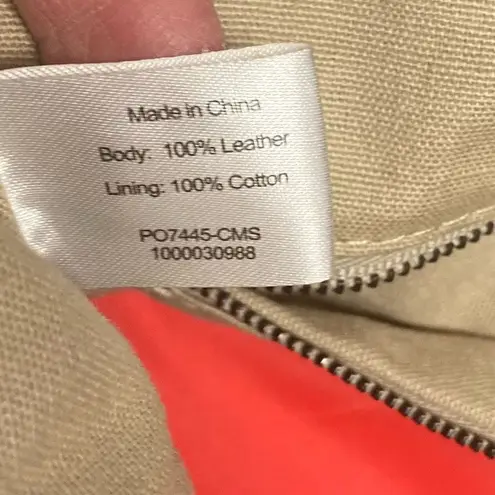 Made in China
Body: 100% Leather
Lining: 100% Cotton
PO7445-CMS
1000030988